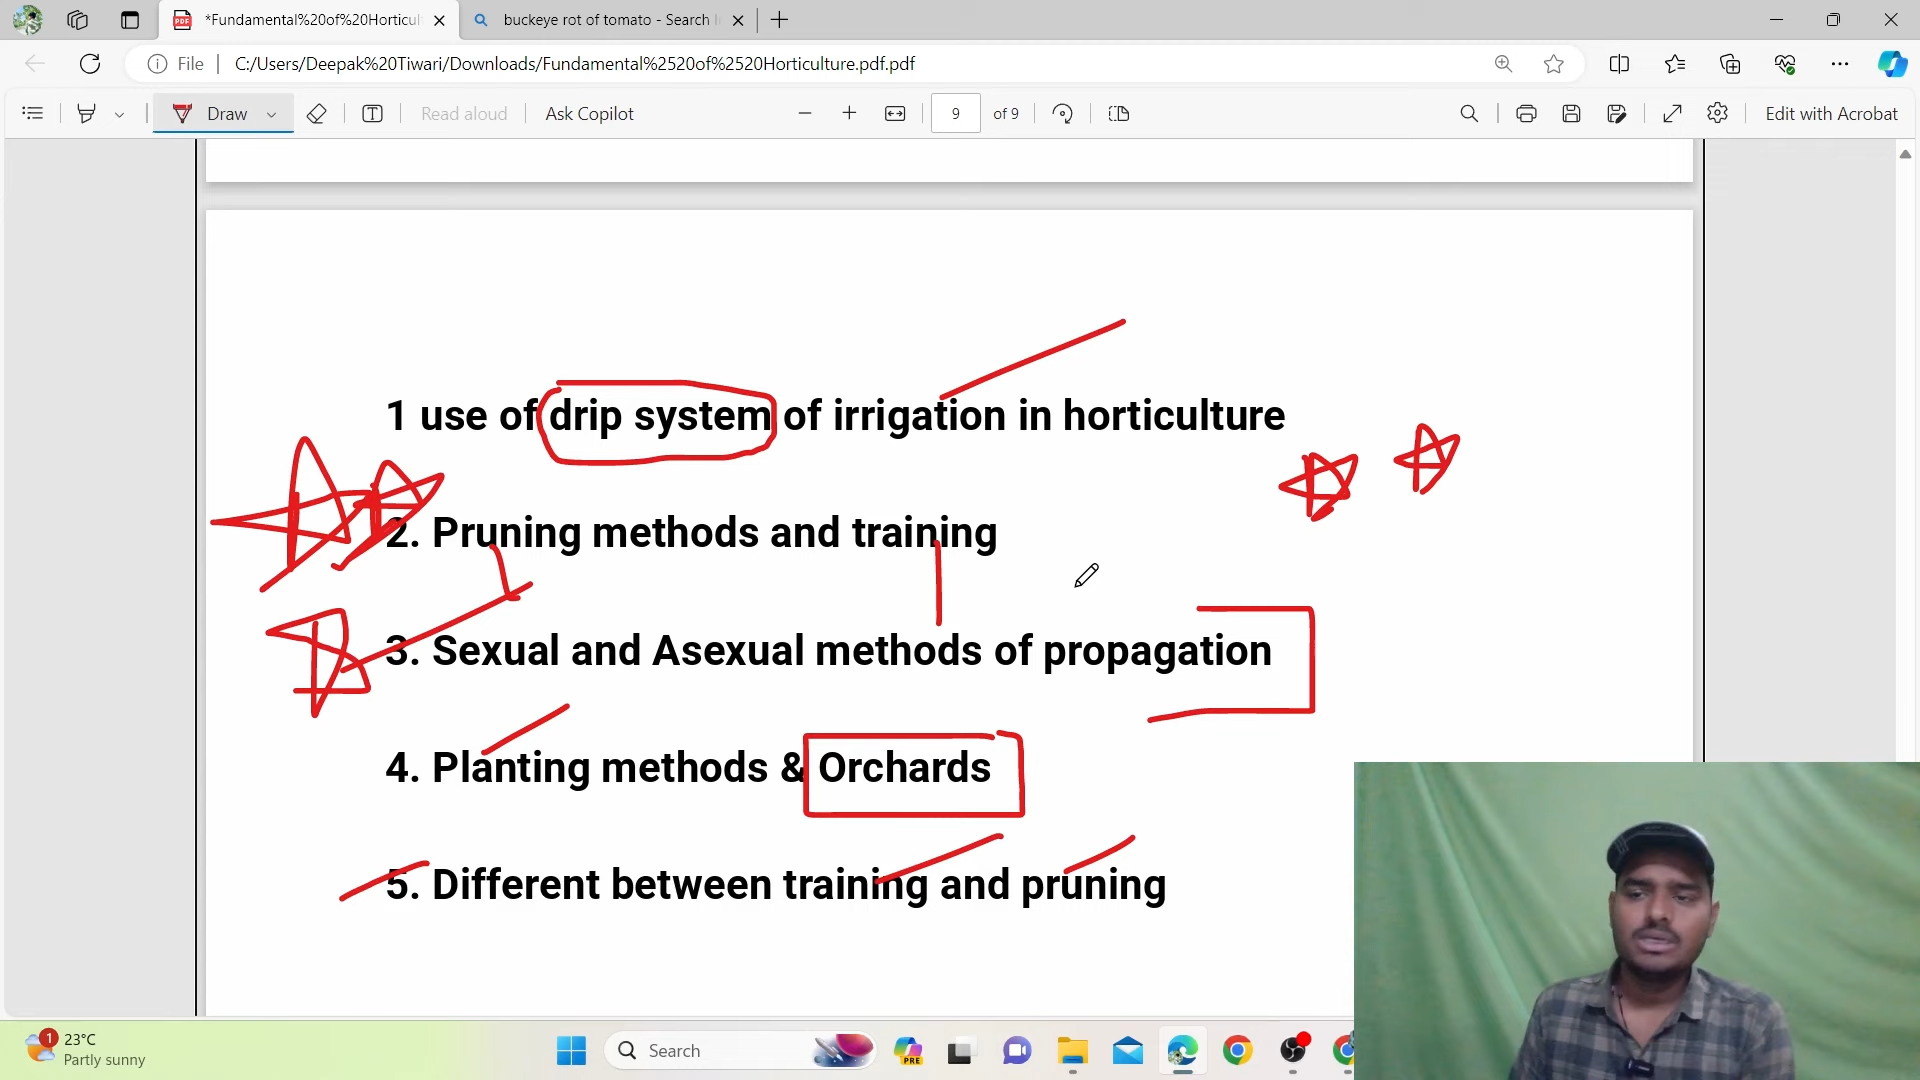 *Fundamental%20of%20Horticul
buckeye rot of tomato - Search
File
C:/Users/Deepak%20Tiwari/Downloads/Fundamental%2520of%2520Horticulture.pdf.pdf
Draw
Read aloud
Ask Copilot
9
of 9
Edit with Acrobat
1 use of drip system of irrigation in horticulture
2. Pruning methods and training
3. Sexual and Asexual methods of propagation
4. Planting methods & Orchards
5. Different between training and pruning
1
23°C
Partly sunny
Search
PRE